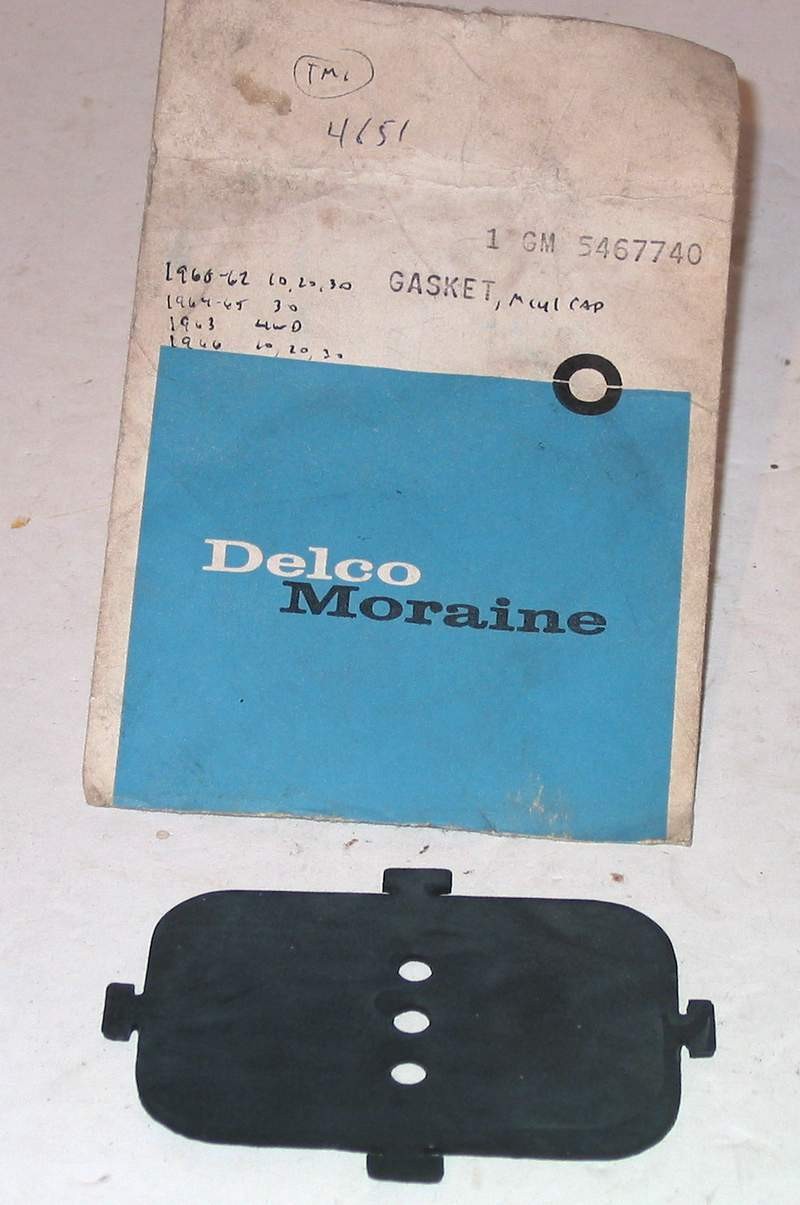 TM1
4651
1 GM 5467740
1960-62 10,20,30 GASKET, M/CYL CAP
1964-65 30
1963 4WD
1966 10,20,30
Delco
Moraine